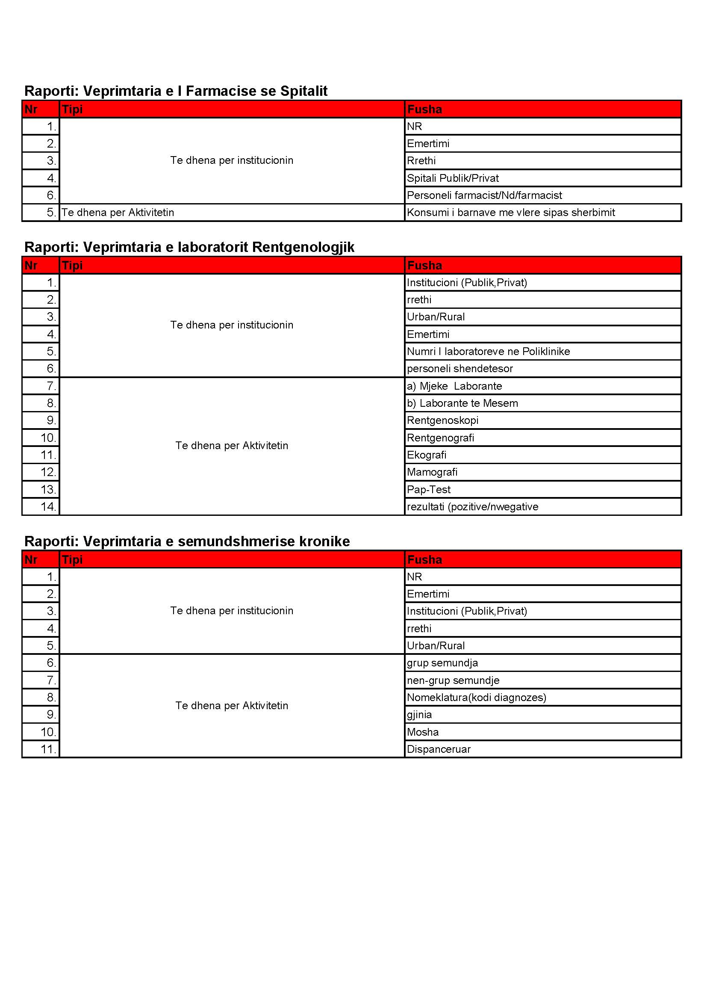 Raporti: Veprimtaria e I Farmacise se Spitalit
Nr Tipi Fusha
1. NR
2. Emertimi
Te dhena per institucionin
3. Rrethi
4. Spitali Publik/Privat
6. Personeli farmacist/Nd/farmacist
5. Te dhena per Aktivitetin Konsumi i barnave me vlere sipas sherbimit
Raporti: Veprimtaria e laboratorit Rentgenologjik
Nr Tipi Fusha
1. Institucioni (Publik,Privat)
2. rrethi
3. Urban/Rural
Te dhena per institucionin
4. Emertimi
5. Numri I laboratoreve ne Poliklinike
6. personeli shendetesor
7. a) Mjeke  Laborante
8. b) Laborante te Mesem
9. Rentgenoskopi
10. Rentgenografi
Te dhena per Aktivitetin
11. Ekografi
12. Mamografi
13. Pap-Test
14. rezultati (pozitive/nwegative
Raporti: Veprimtaria e semundshmerise kronike
Nr Tipi Fusha
1. NR
2. Emertimi
Te dhena per institucionin
3. Institucioni (Publik,Privat)
4. rrethi
5. Urban/Rural
6. grup semundja
7. nen-grup semundje
8. Nomeklatura(kodi diagnozes)
Te dhena per Aktivitetin
9. gjinia
10. Mosha
11. Dispanceruar